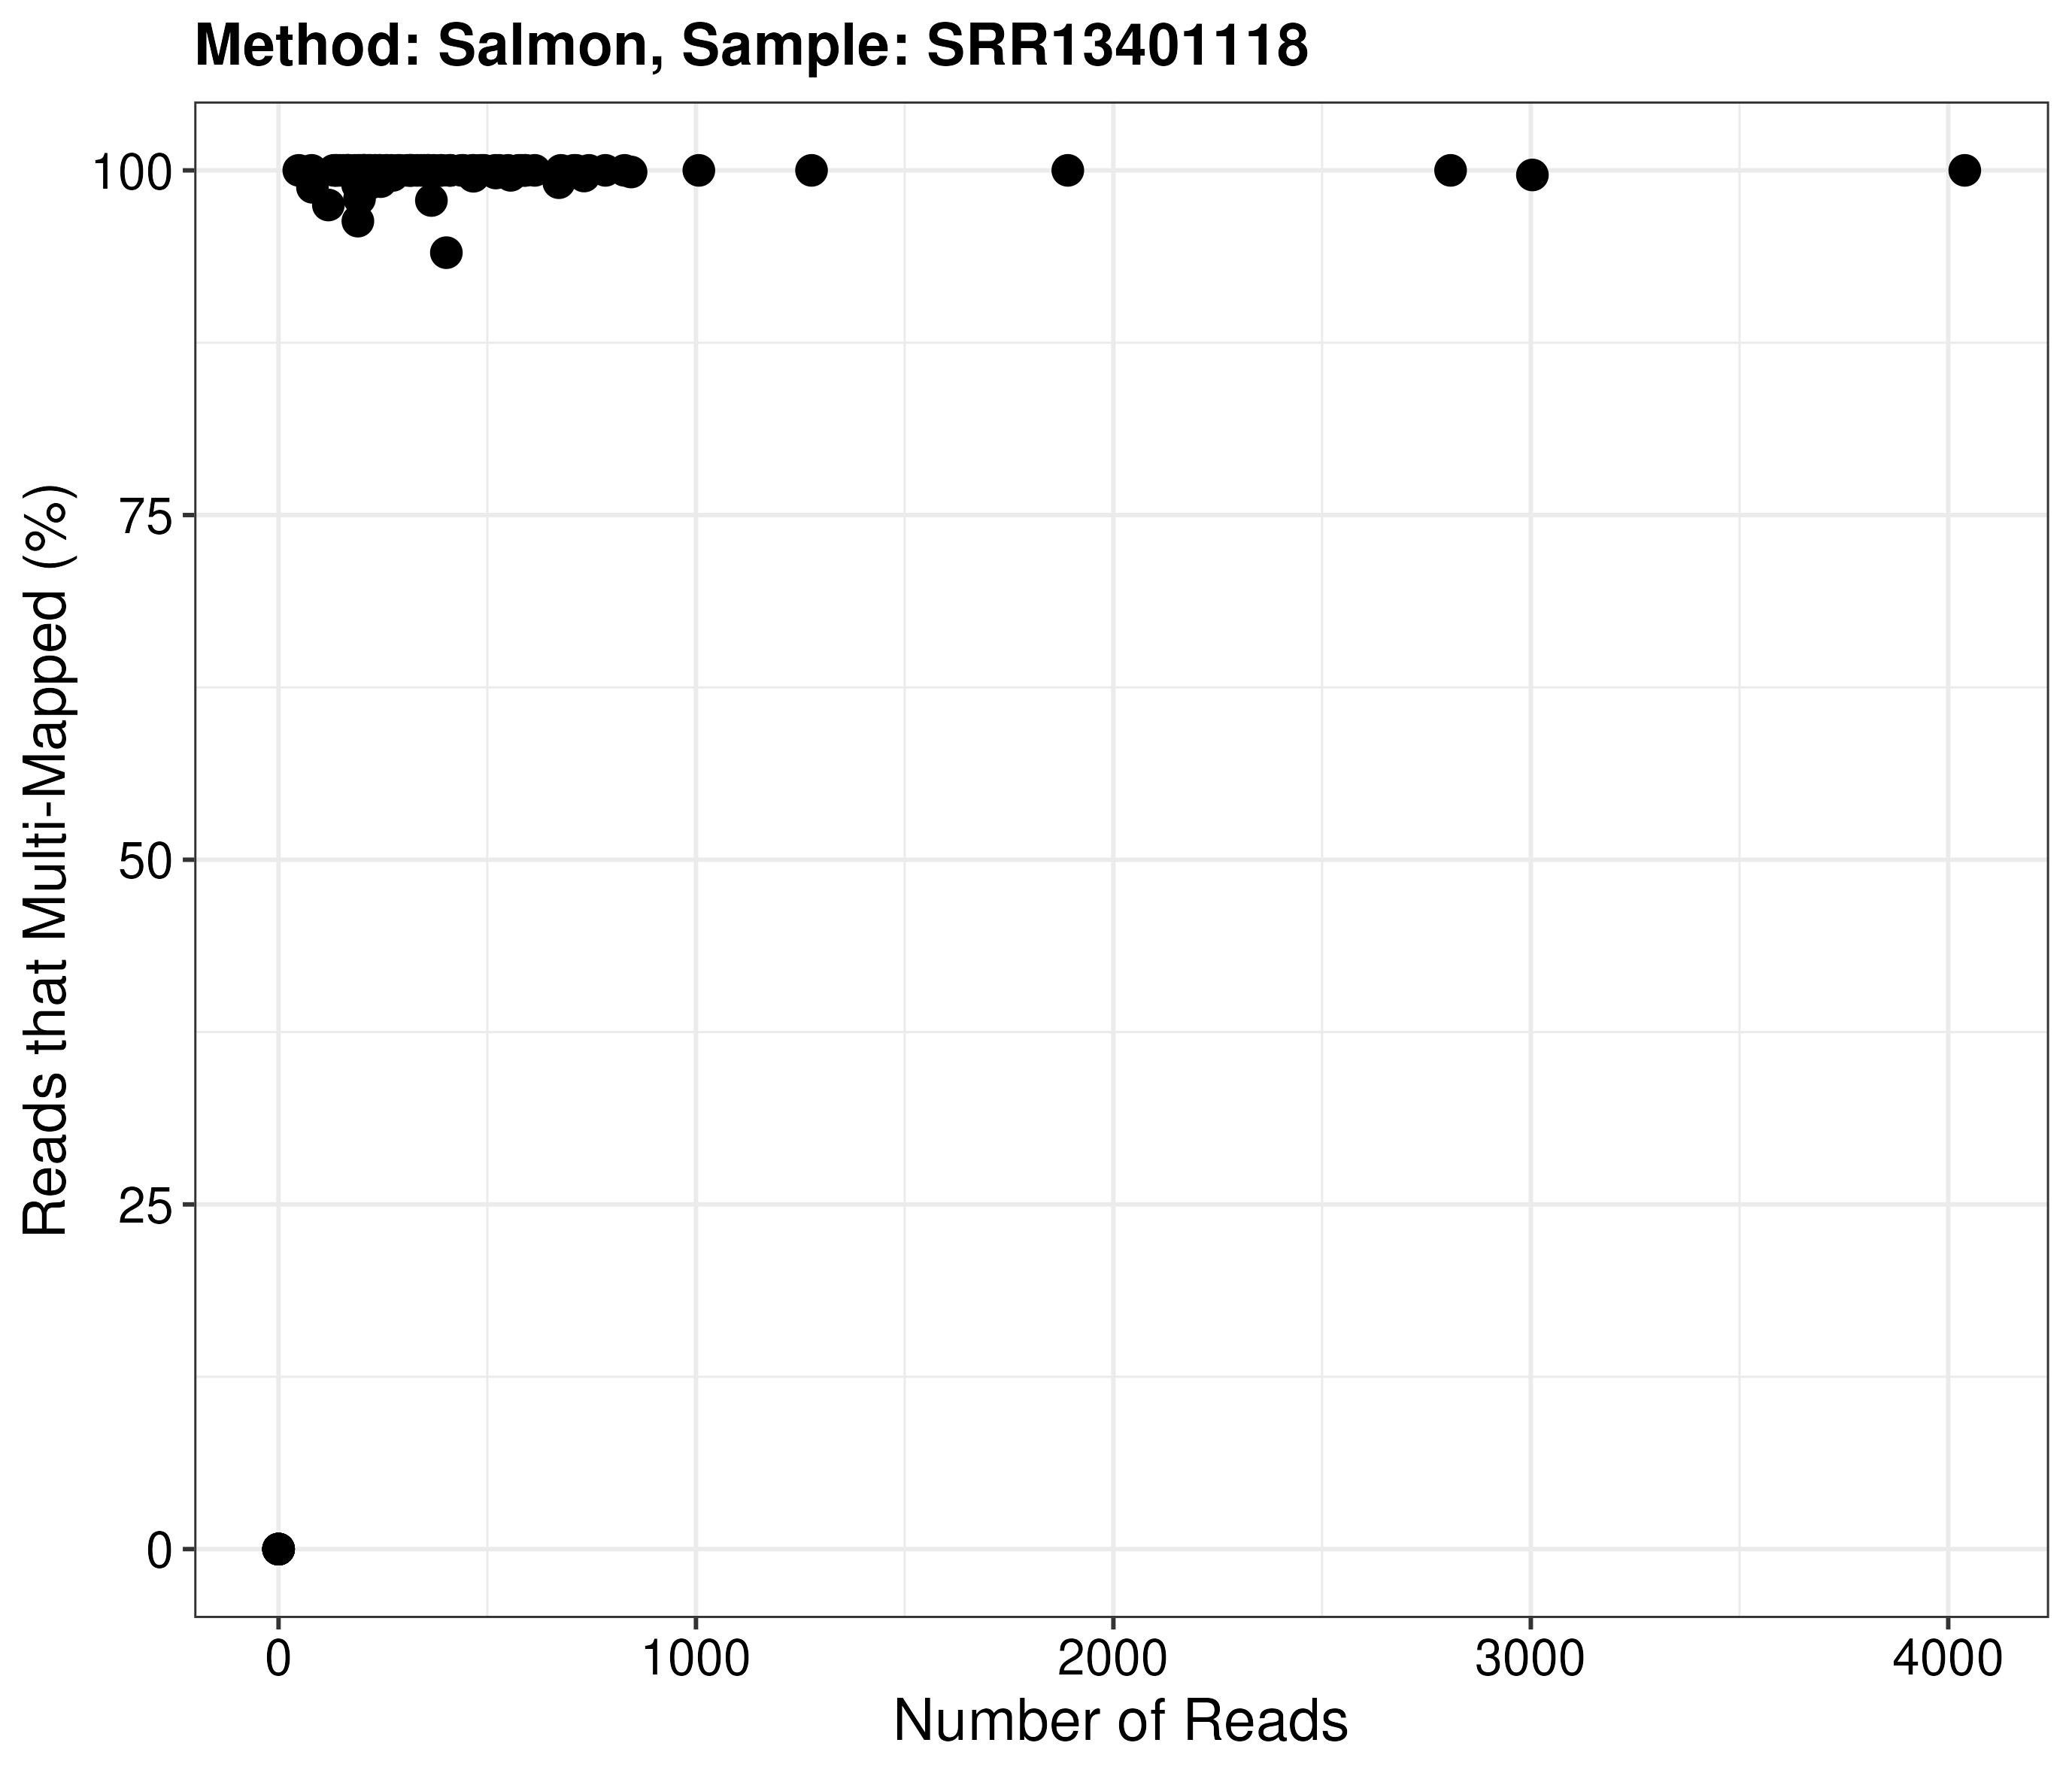 Method: Salmon, Sample: SRR13401118
Reads that Multi-Mapped (%)
100
75
50
25
0
0 1000 2000 3000 4000
Number of Reads